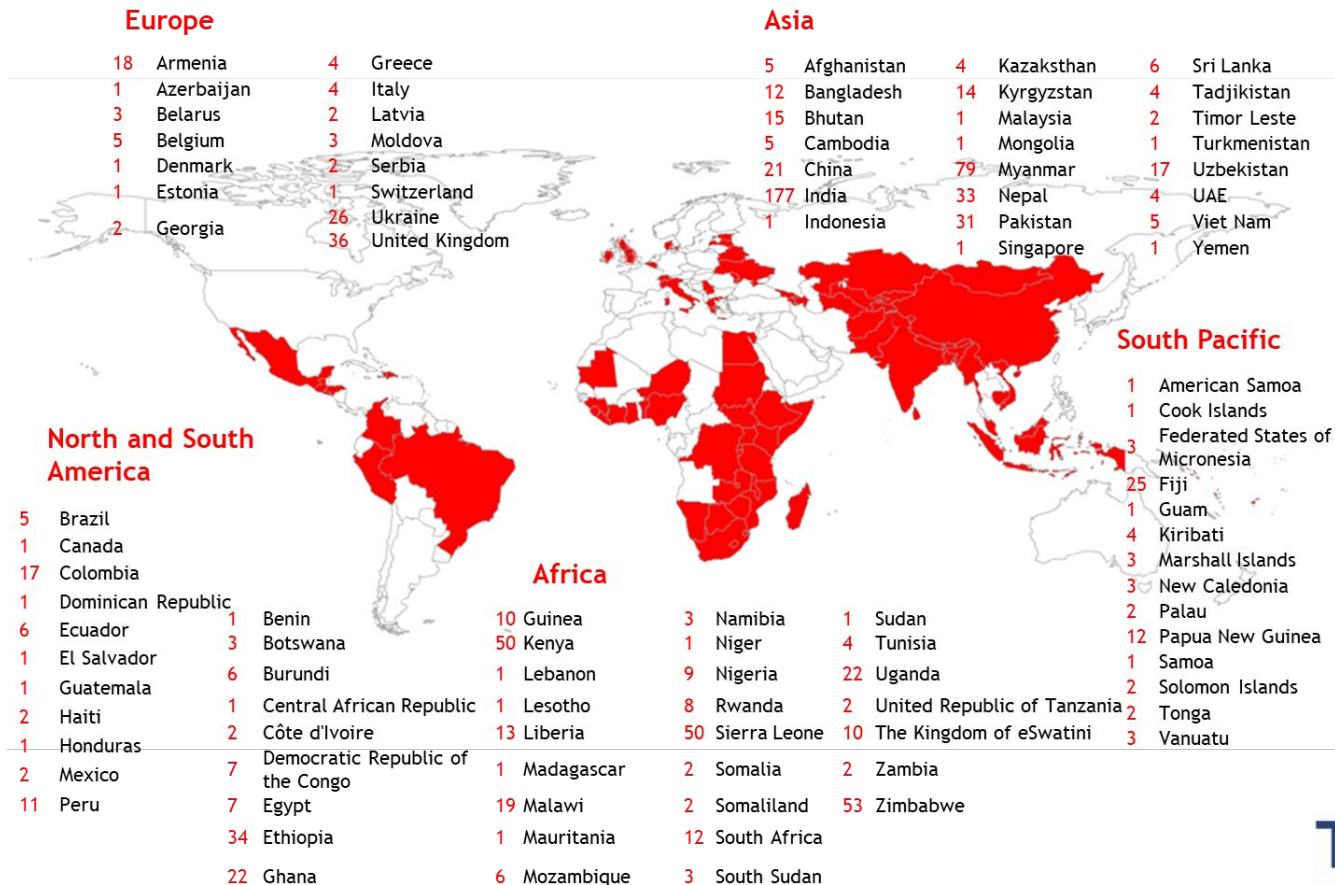 Europe
18 Armenia
1 Azerbaijan
3 Belarus
5 Belgium
1 Denmark
1 Estonia
2 Georgia
4 Greece
4 Italy
2 Latvia
3 Moldova
2 Serbia
1 Switzerland
26 Ukraine
36 United Kingdom
Asia
5 Afghanistan
12 Bangladesh
15 Bhutan
5 Cambodia
21 China
177 India
1 Indonesia
4 Kazaksthan
14 Kyrgyzstan
1 Malaysia
1 Mongolia
79 Myanmar
33 Nepal
31 Pakistan
1 Singapore
6 Sri Lanka
4 Tadjikistan
2 Timor Leste
1 Turkmenistan
17 Uzbekistan
4 UAE
5 Viet Nam
1 Yemen
South Pacific
1 American Samoa
1 Cook Islands
3 Federated States of
Micronesia
25 Fiji
1 Guam
4 Kiribati
3 Marshall Islands
3 New Caledonia
2 Palau
12 Papua New Guinea
1 Samoa
2 Solomon Islands
2 Tonga
3 Vanuatu
North and South
America
5 Brazil
1 Canada
17 Colombia
1 Dominican Republic
6 Ecuador
1 El Salvador
1 Guatemala
2 Haiti
1 Honduras
2 Mexico
11 Peru
Africa
1 Benin
3 Botswana
6 Burundi
1 Central African Republic
2 Côte d'Ivoire
7 Democratic Republic of
the Congo
7 Egypt
34 Ethiopia
22 Ghana
10 Guinea
50 Kenya
1 Lebanon
1 Lesotho
13 Liberia
1 Madagascar
19 Malawi
1 Mauritania
6 Mozambique
3 Namibia
1 Niger
9 Nigeria
8 Rwanda
50 Sierra Leone
2 Somalia
2 Somaliland
12 South Africa
3 South Sudan
1 Sudan
4 Tunisia
22 Uganda
2 United Republic of Tanzania
10 The Kingdom of eSwatini
2 Zambia
53 Zimbabwe